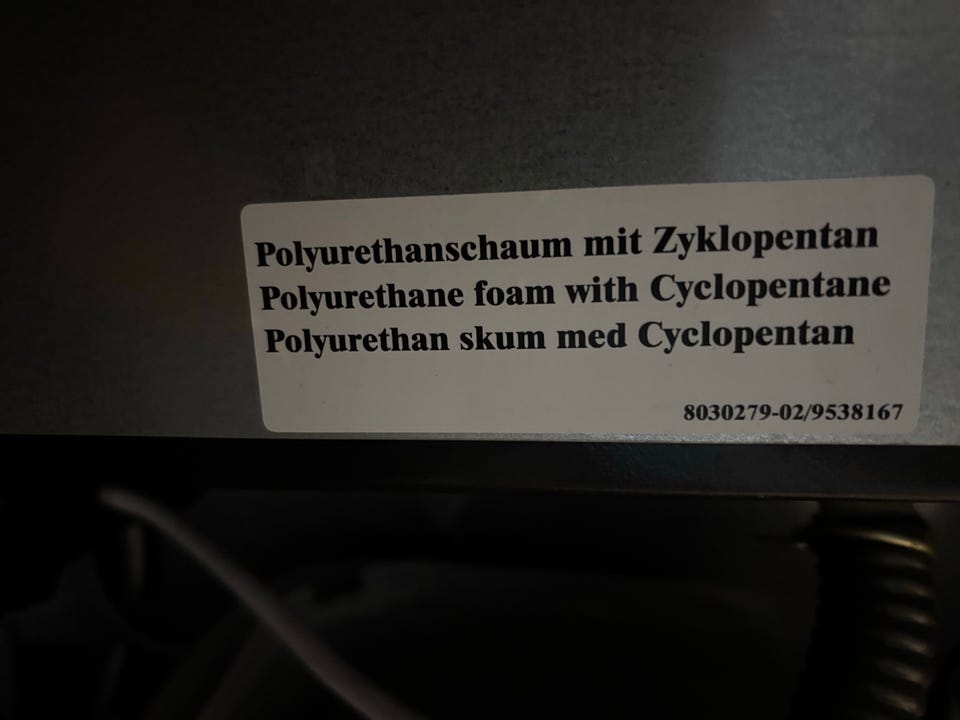 Polyurethanschaum mit Zyklopentan
Polyurethane foam with Cyclopentane
Polyurethan skum med Cyclopentan
8030279-02/9538167